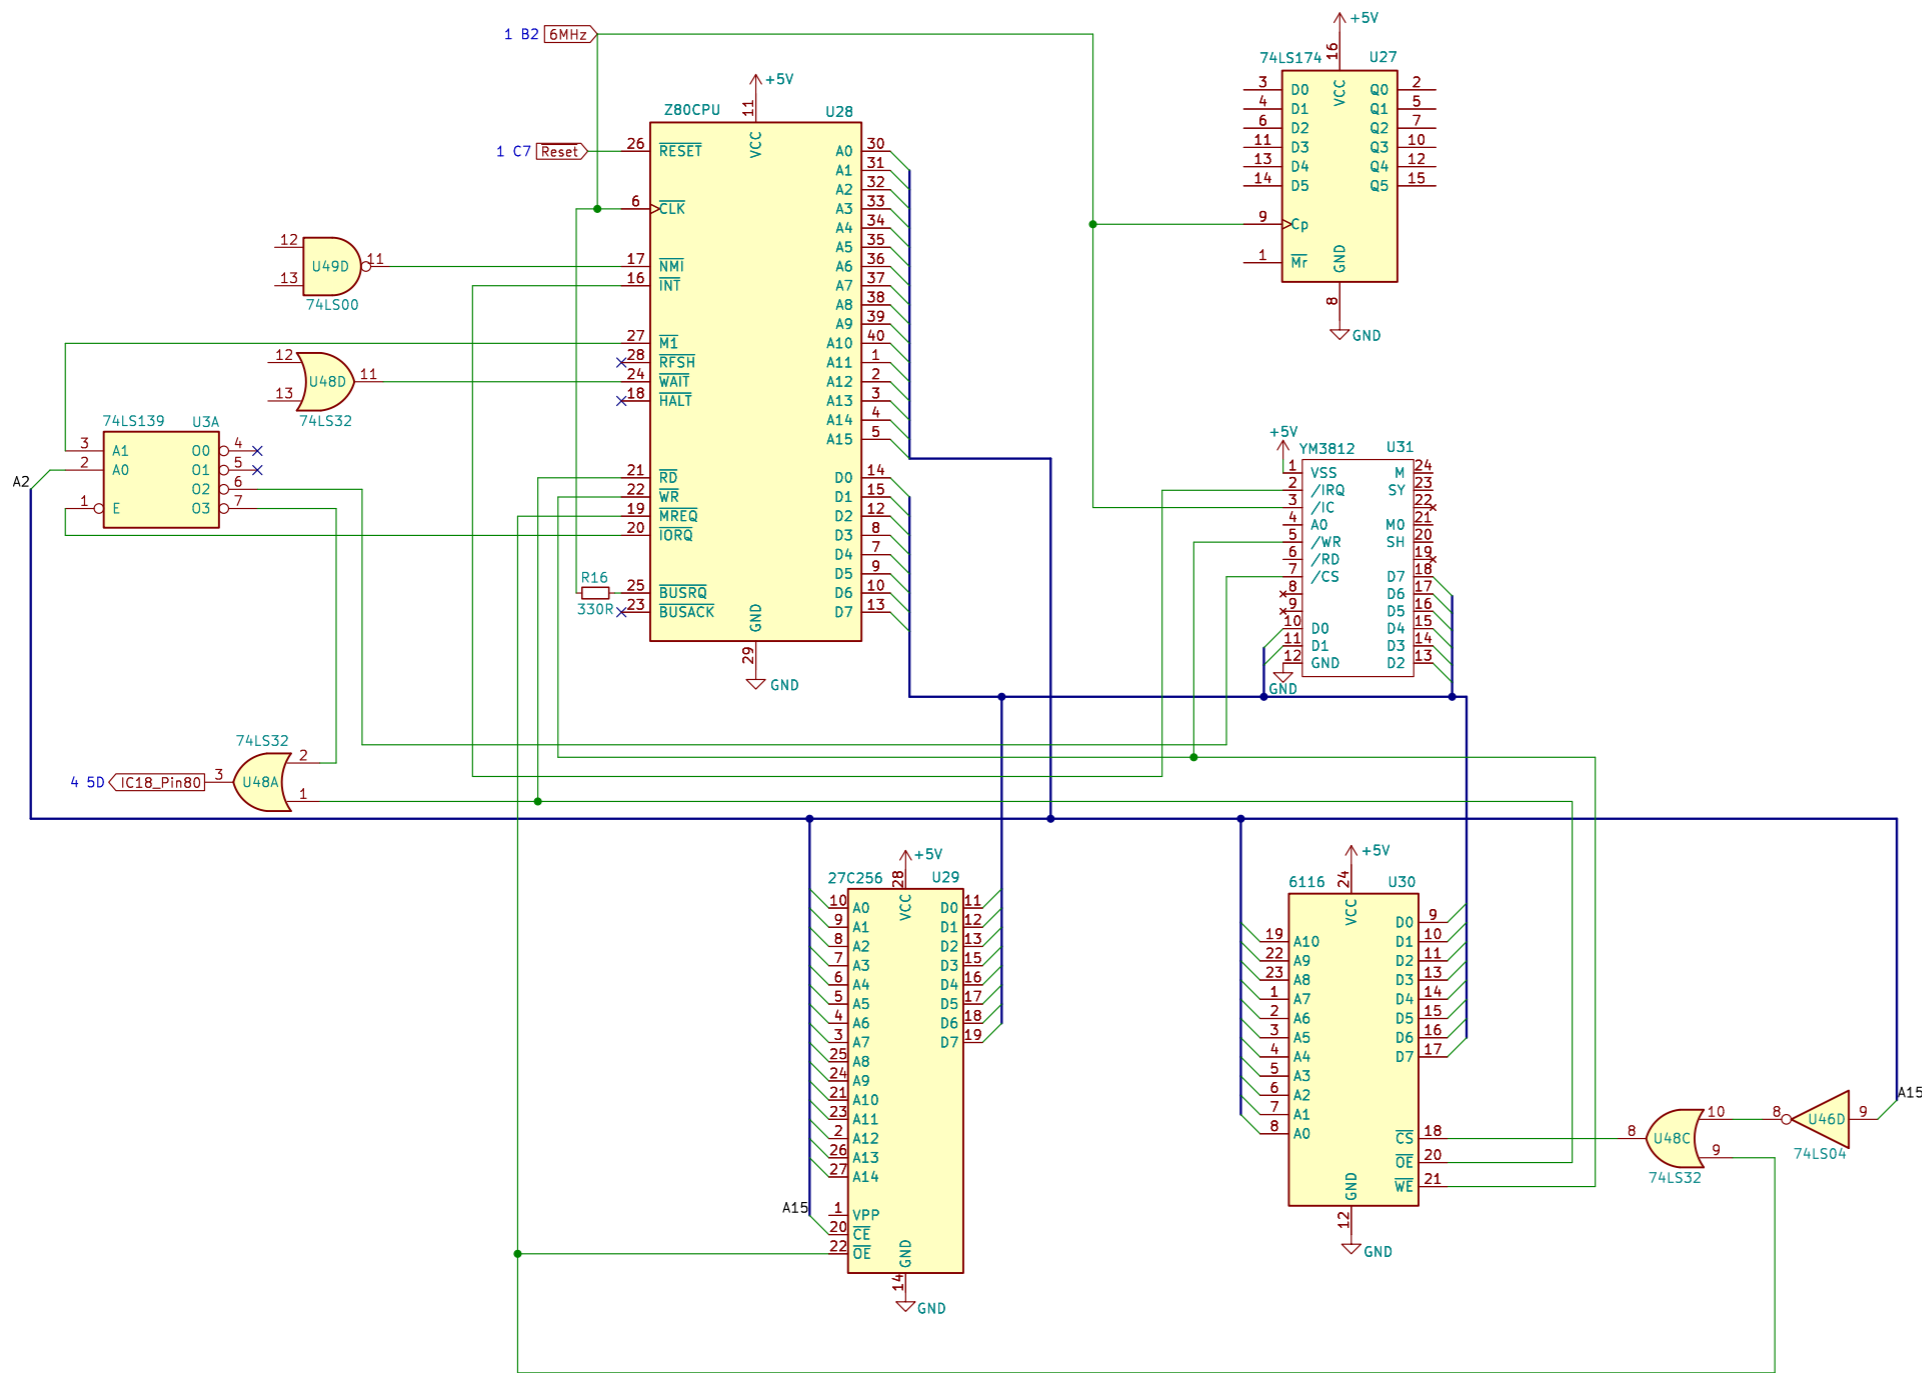 1 B2 6MHz
1 C7 Reset
+5V
Z80CPU U28
11 VCC
26 RESET
6 CLK
17 NMI
16 INT
27 M1
28 RFSH
24 WAIT
18 HALT
21 RD
22 WR
19 MREQ
20 IORQ
25 BUSRQ
23 BUSACK
A0 30
A1 31
A2 32
A3 33
A4 34
A5 35
A6 36
A7 37
A8 38
A9 39
A10 40
A11 1
A12 2
A13 3
A14 4
A15 5
D0 14
D1 15
D2 12
D3 8
D4 7
D5 9
D6 10
D7 13
GND 29
GND
R16
330R
12
13
U49D 11
74LS00
12
13
U48D 11
74LS32
74LS139 U3A
3 A1 O0 4
2 A0 O1 5
O2 6
1 E O3 7
A2
74LS32
2
4 5D IC18_Pin80 3 U48A
1
+5V
74LS174 U27
16 VCC
3 D0 Q0 2
4 D1 Q1 5
6 D2 Q2 7
11 D3 Q3 10
13 D4 Q4 12
14 D5 Q5 15
9 Cp
1 Mr
GND 8
GND
+5V
YM3812 U31
1 VSS M 24
2 /IRQ SY 23
3 /IC 22
4 A0 M0 21
5 /WR SH 20
6 /RD 19
7 /CS D7 18
8 D6 17
9 D5 16
10 D0 D4 15
11 D1 D3 14
12 GND D2 13
GND
+5V
27C256 U29
28 VCC
10 A0 D0 11
9 A1 D1 12
8 A2 D2 13
7 A3 D3 15
6 A4 D4 16
5 A5 D5 17
4 A6 D6 18
3 A7 D7 19
25 A8
24 A9
21 A10
23 A11
2 A12
26 A13
27 A14
A15
1 VPP
20 CE
22 OE
GND 14
GND
+5V
6116 U30
24 VCC
D0 9
19 A10 D1 10
22 A9 D2 11
23 A8 D3 13
1 A7 D4 14
2 A6 D5 15
3 A5 D6 16
4 A4 D7 17
5 A3
6 A2
7 A1
8 A0
CS 18
OE 20
WE 21
GND 12
GND
A15
8 U48C 10
9
74LS32
8 U46D 9
74LS04